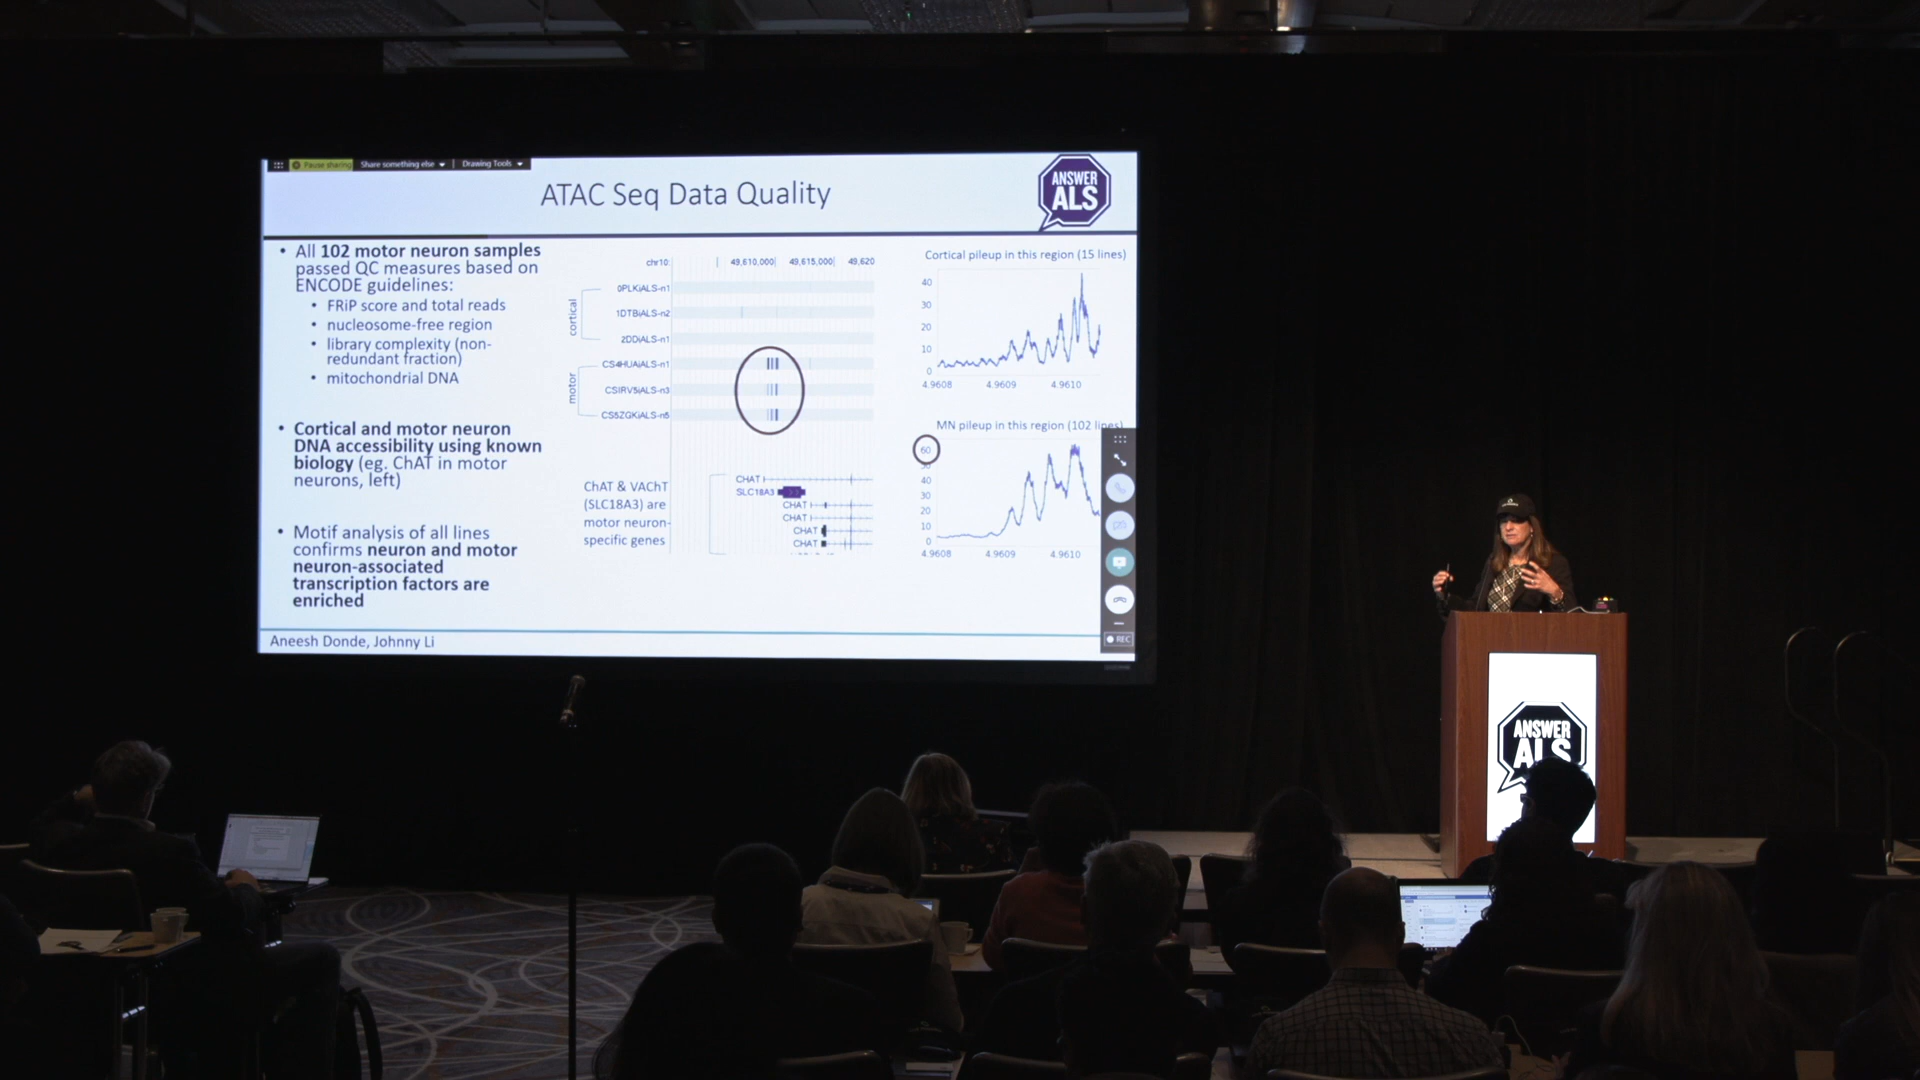 Pause sharing
Share something else
Drawing Tools
ATAC Seq Data Quality
ANSWER
ALS
• All 102 motor neuron samples
passed QC measures based on
ENCODE guidelines:
• FRiP score and total reads
• nucleosome-free region
• library complexity (non-
redundant fraction)
• mitochondrial DNA
• Cortical and motor neuron
DNA accessibility using known
biology (eg. ChAT in motor
neurons, left)
• Motif analysis of all lines
confirms neuron and motor
neuron-associated
transcription factors are
enriched
chr10:
49,610,000
49,615,000
49,620
cortical
0PLKiALS-n1
1DTBiALS-n2
2DDiALS-n1
motor
CS4HUAiALS-n1
CSIRV5iALS-n3
CS5ZGKiALS-n5
ChAT & VAChT
(SLC18A3) are
motor neuron-
specific genes
CHAT
SLC18A3
CHAT
CHAT
CHAT
CHAT
Cortical pileup in this region (15 lines)
40
30
20
10
0
4.9608 4.9609 4.9610
MN pileup in this region (102 lines)
60
50
40
30
20
10
0
4.9608 4.9609 4.9610
REC
Aneesh Donde, Johnny Li
ANSWER
ALS